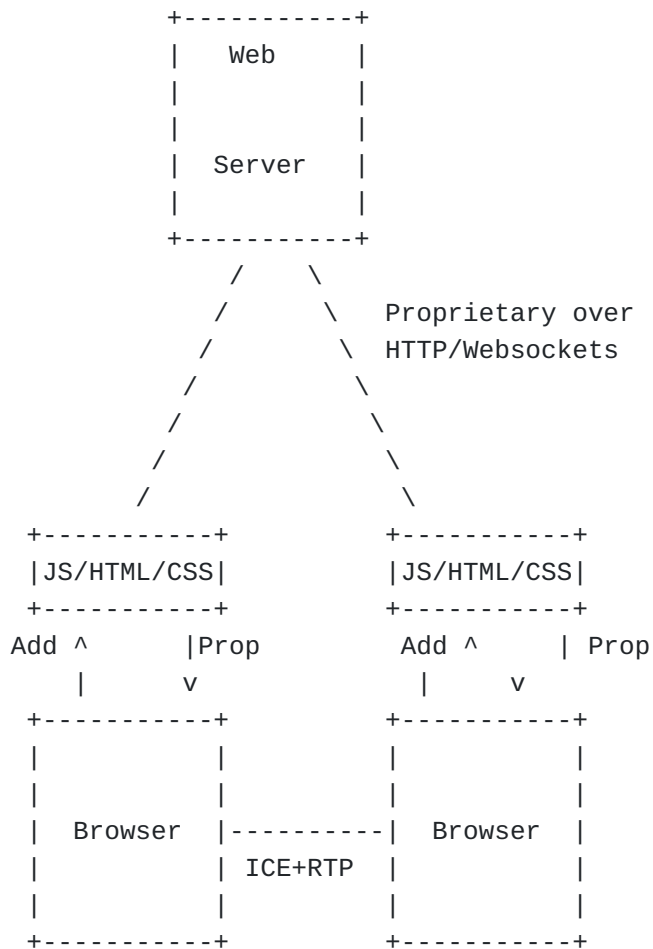 Web
Server
Proprietary over
HTTP/Websockets
JS/HTML/CSS JS/HTML/CSS
Add ^ |Prop Add ^ | Prop
| v | v
Browser Browser
ICE+RTP